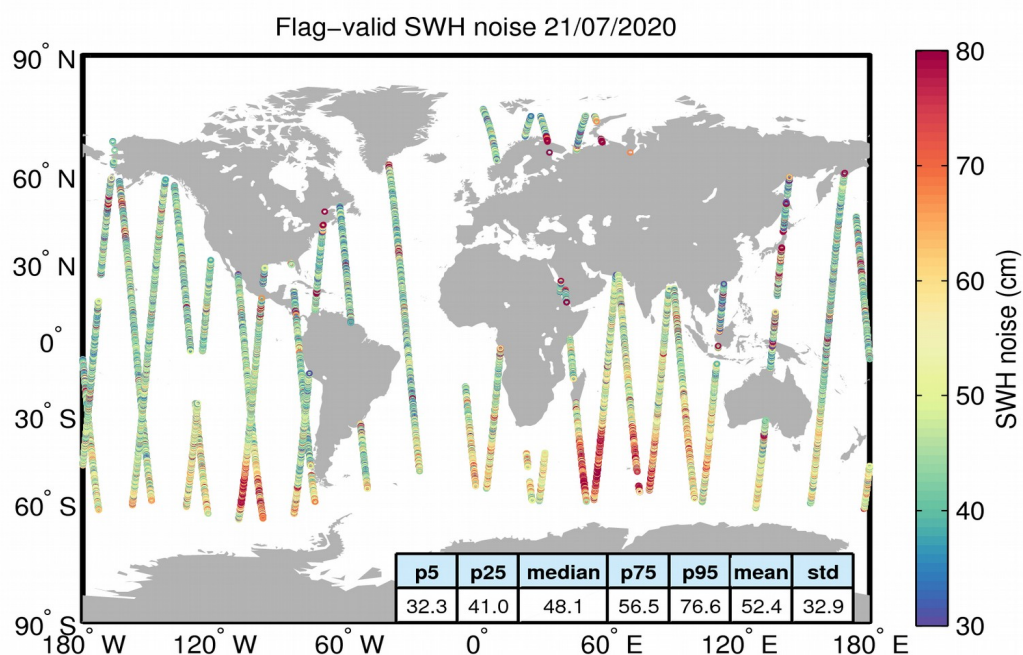 Flag−valid SWH noise 21/07/2020
90° N
60° N
30° N
0°
30° S
60° S
90° S
180° W
120° W
60° W
0°
60° E
120° E
180° E
80
70
60
50
40
30
SWH noise (cm)
p5 p25 median p75 p95 mean std
32.3 41.0 48.1 56.5 76.6 52.4 32.9